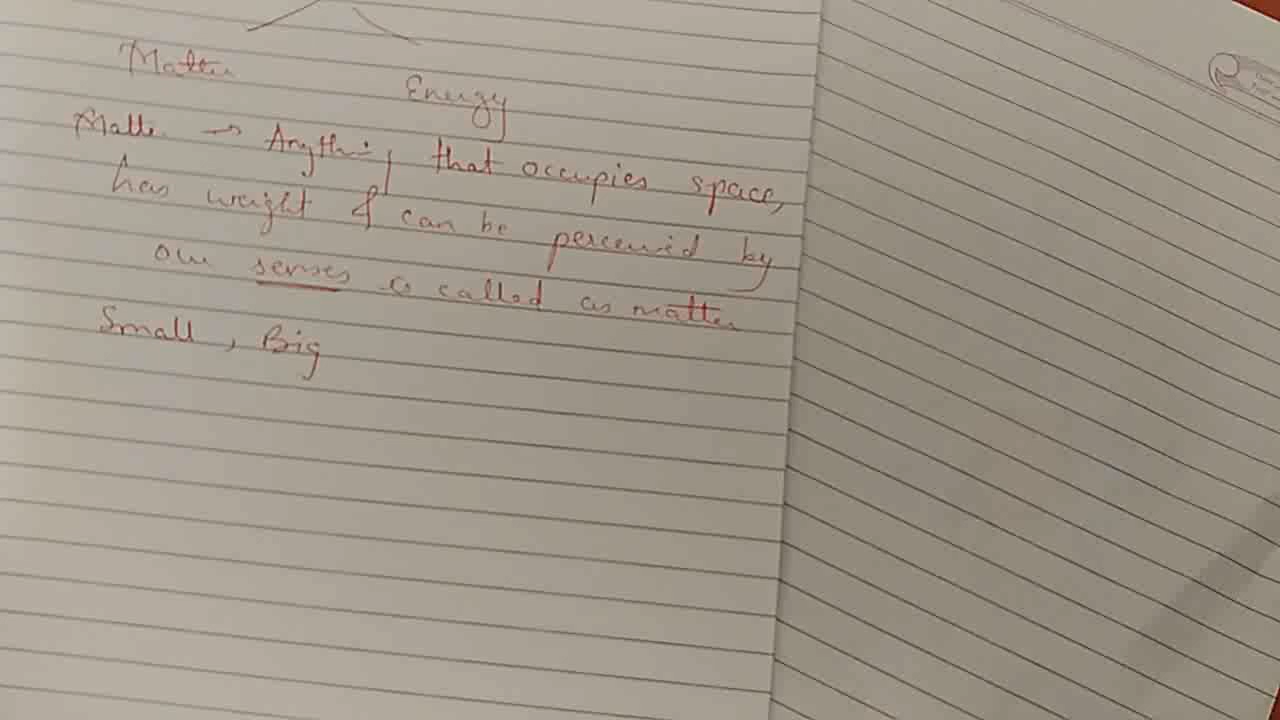 Matter
Energy
Matter → Anything that occupies space,
has weight & can be perceived by
our senses is called as matter
Small, Big